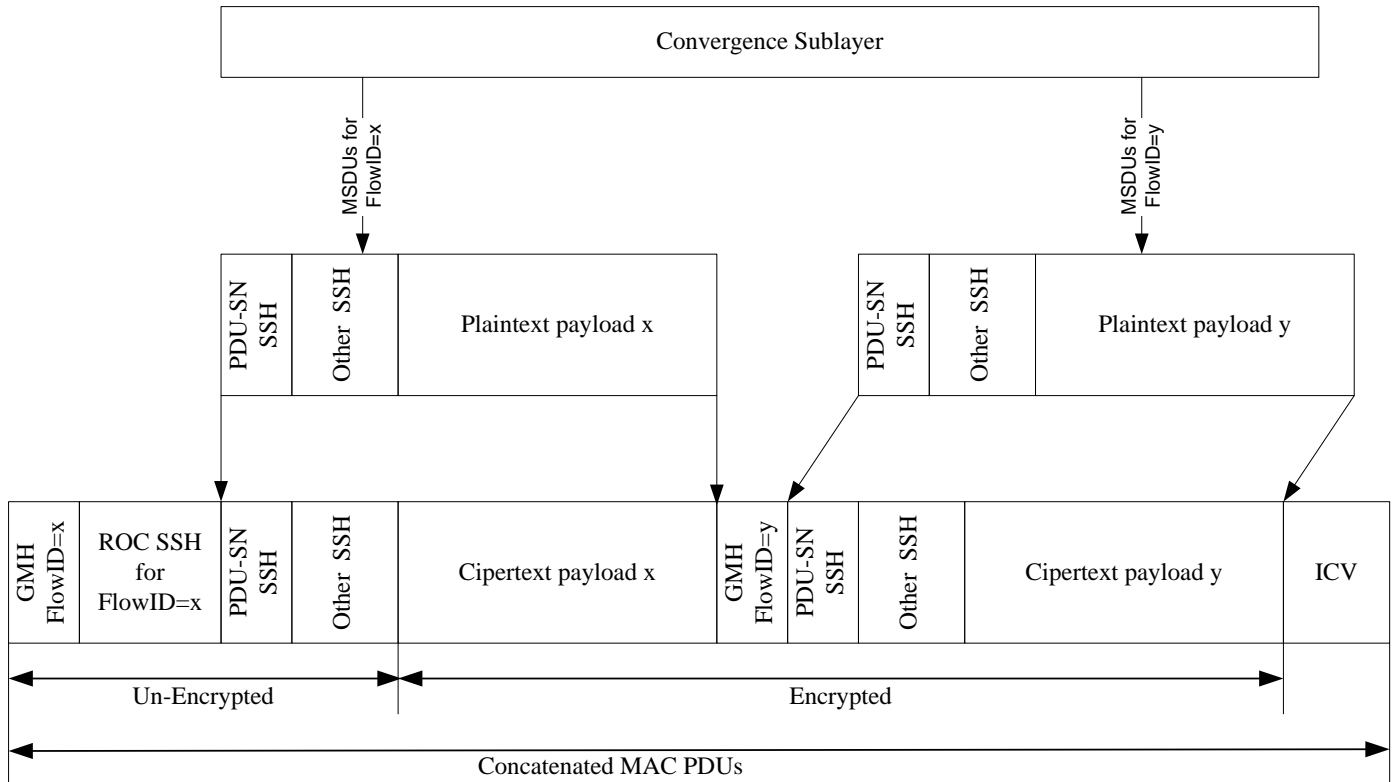 Convergence Sublayer
MSDUs for
FlowID=x
MSDUs for
FlowID=y
PDU-SN
SSH
Other SSH
Plaintext payload x
PDU-SN
SSH
Other SSH
Plaintext payload y
GMH
FlowID=x
ROC SSH
for
FlowID=x
PDU-SN
SSH
Other SSH
Cipertext payload x
GMH
FlowID=y
PDU-SN
SSH
Other SSH
Cipertext payload y
ICV
Un-Encrypted
Encrypted
Concatenated MAC PDUs